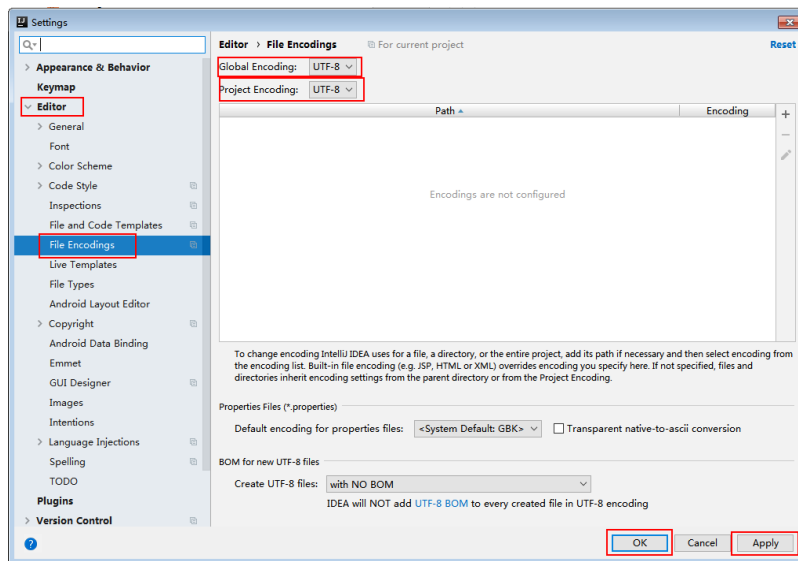 Settings
Editor › File Encodings For current project Reset
Appearance & Behavior
Keymap
Editor
General
Font
Color Scheme
Code Style
Inspections
File and Code Templates
File Encodings
Live Templates
File Types
Android Layout Editor
Copyright
Android Data Binding
Emmet
GUI Designer
Images
Intentions
Language Injections
Spelling
TODO
Plugins
Version Control
Global Encoding: UTF-8
Project Encoding: UTF-8
Path Encoding
Encodings are not configured
To change encoding IntelliJ IDEA uses for a file, a directory, or the entire project, add its path if necessary and then select encoding from
the encoding list. Built-in file encoding (e.g. JSP, HTML or XML) overrides encoding you specify here. If not specified, files and
directories inherit encoding settings from the parent directory or from the Project Encoding.
Properties Files (*.properties)
Default encoding for properties files: <System Default: GBK> Transparent native-to-ascii conversion
BOM for new UTF-8 files
Create UTF-8 files: with NO BOM
IDEA will NOT add UTF-8 BOM to every created file in UTF-8 encoding
? OK Cancel Apply